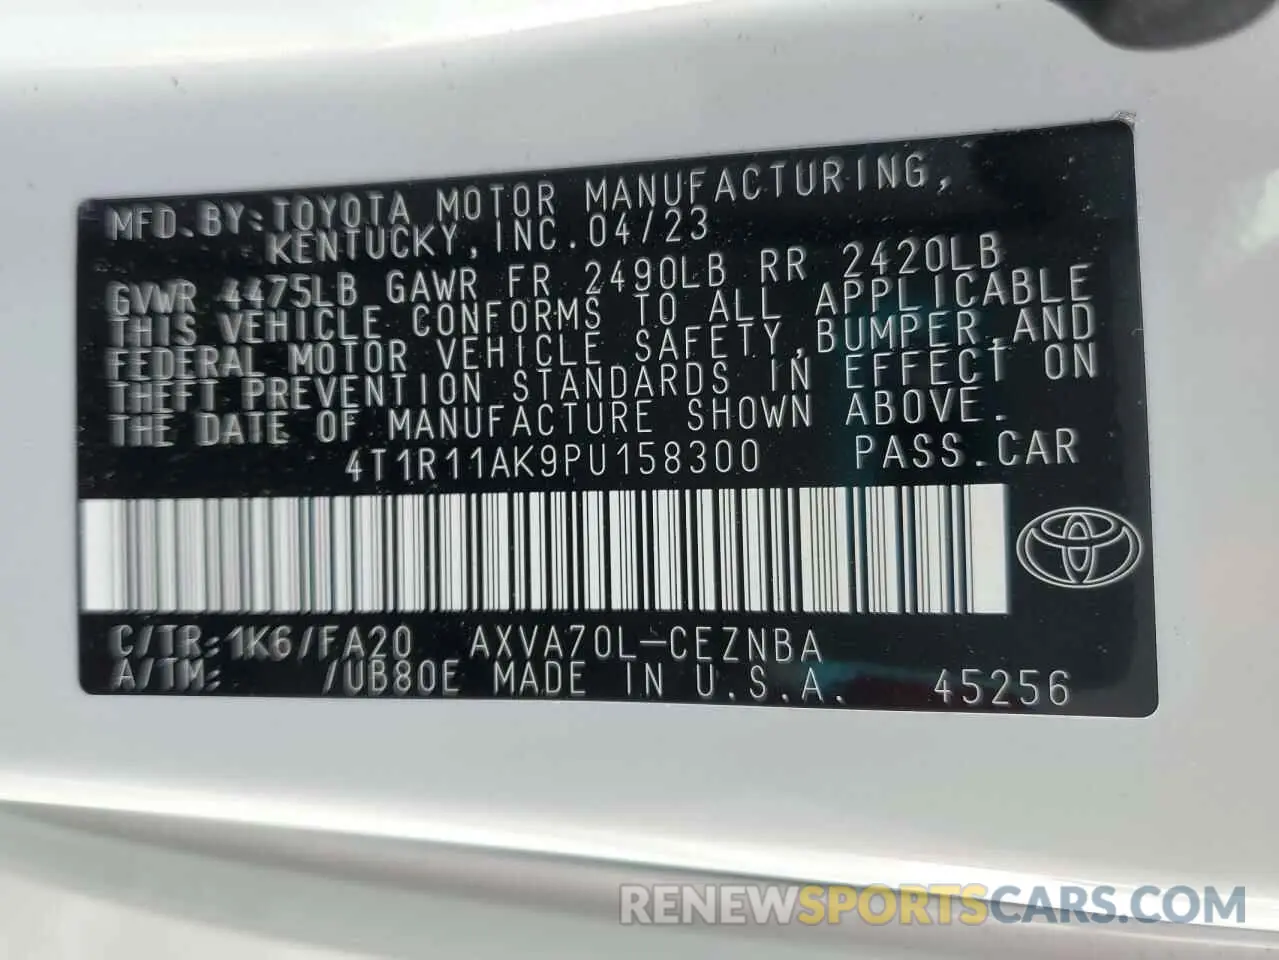 MFD. BY: TOYOTA MOTOR MANUFACTURING,
KENTUCKY, INC. 04/23
GVWR 4475LB GAWR FR 2490LB RR 2420LB
THIS VEHICLE CONFORMS TO ALL APPLICABLE
FEDERAL MOTOR VEHICLE SAFETY, BUMPER, AND
THEFT PREVENTION STANDARDS IN EFFECT ON
THE DATE OF MANUFACTURE SHOWN ABOVE.
4T1R11AK9PU158300 PASS.CAR
C/TR: 1K6/FA20 AXVA70L-CEZNBA
A/TM: /UB80E MADE IN U.S.A. 45256
RENEWSPORTSCARS.COM